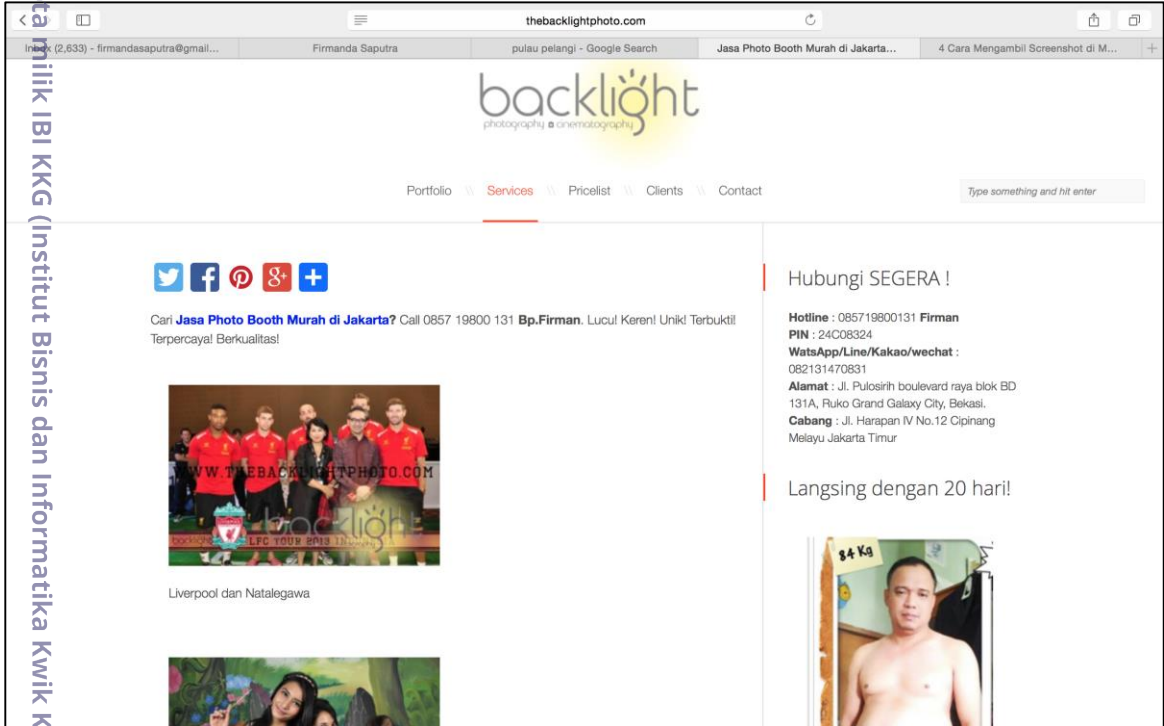 thebacklightphoto.com
Inbox (2,633) - firmandasaputra@gmail...
Firmanda Saputra
pulau pelangi - Google Search
Jasa Photo Booth Murah di Jakarta...
4 Cara Mengambil Screenshot di M...
backlight
photography cinematography
Portfolio \\ Services \\ Pricelist \\ Clients \\ Contact
Type something and hit enter
Cari Jasa Photo Booth Murah di Jakarta? Call 0857 19800 131 Bp.Firman. Lucu! Keren! Unik! Terbukti!
Terpercaya! Berkualitas!
WWW.THEBACKLIGHTPHOTO.COM
backlight
backlight
LFC TOUR 2013
Liverpool dan Natalegawa
Hubungi SEGERA !
Hotline : 085719800131 Firman
PIN : 24C08324
WatsApp/Line/Kakao/wechat :
082131470831
Alamat : Jl. Pulosirih boulevard raya blok BD
131A, Ruko Grand Galaxy City, Bekasi.
Cabang : Jl. Harapan IV No.12 Cipinang
Melayu Jakarta Timur
Langsing dengan 20 hari!
84 Kg
ta milik IBI KKG (Institut Bisnis dan Informatika Kwik K